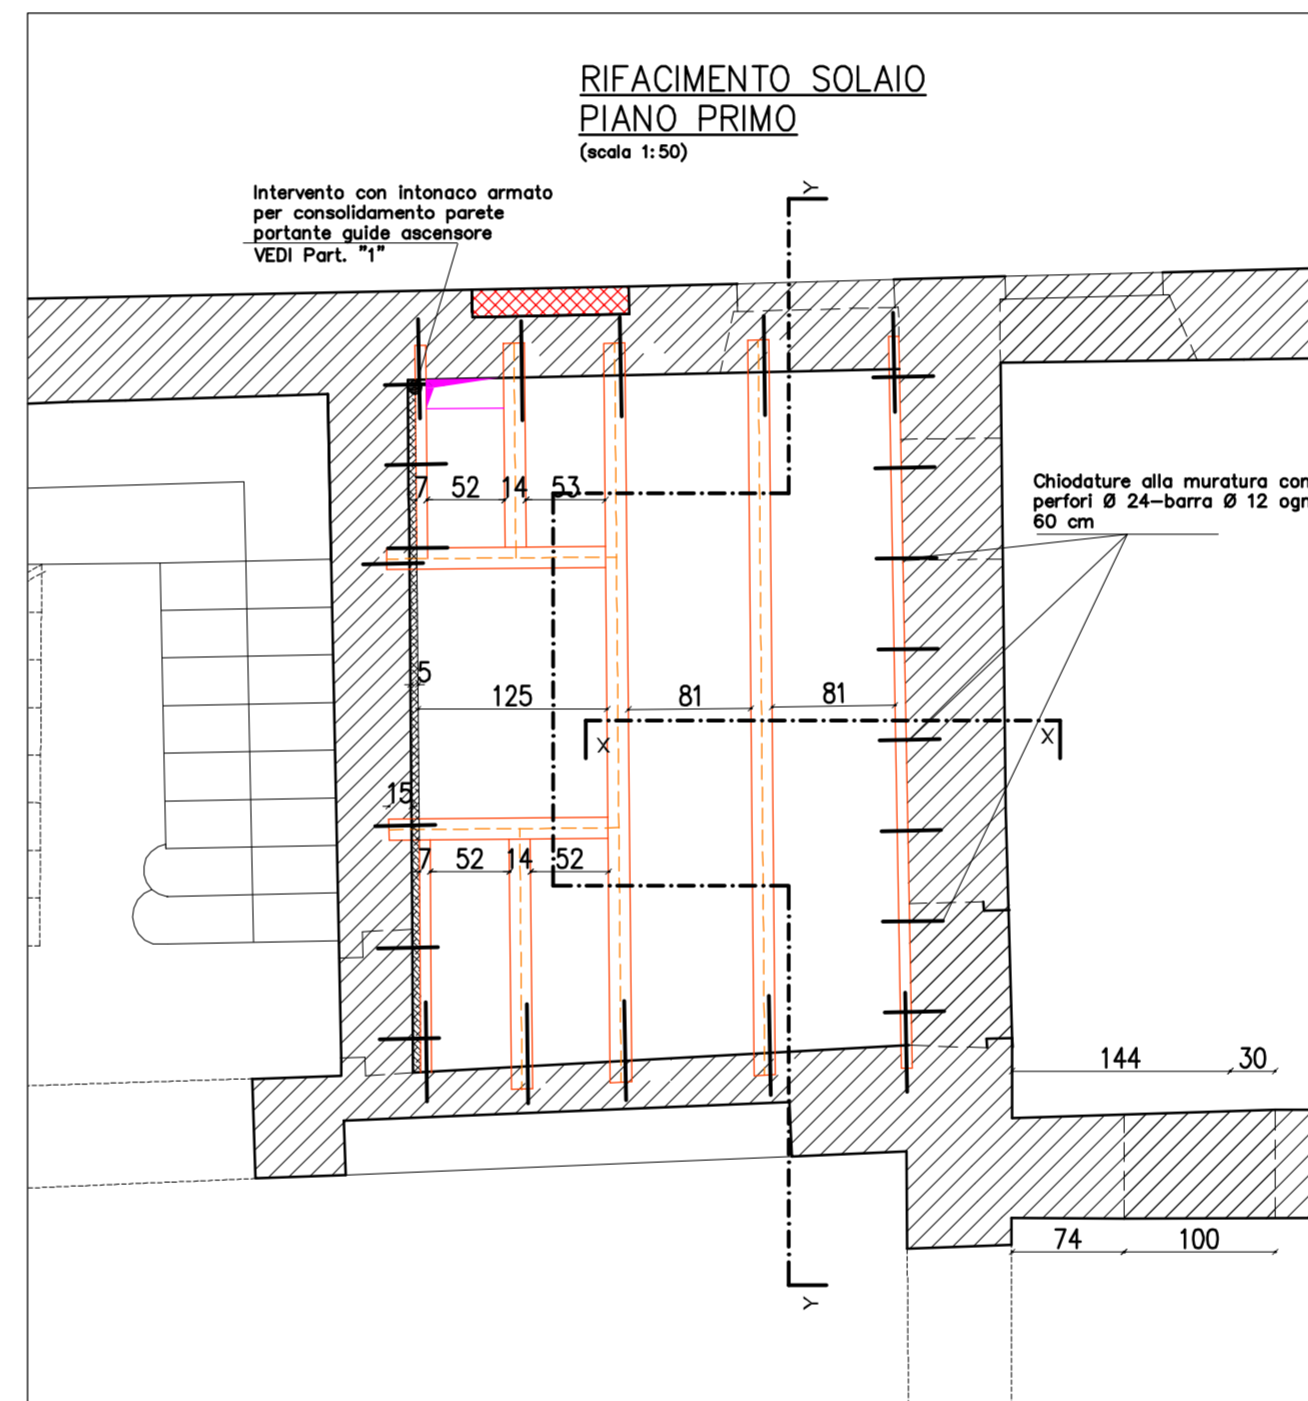 RIFACIMENTO SOLAIO
PIANO PRIMO
(scala 1:50)
Y
Intervento con intonaco armato
per consolidamento parete
portante guide ascensore
VEDI Part. "1"
Chiodature alla muratura con
perfori Ø 24-barra Ø 12 ogn
60 cm
7 52 14 53
5
125 81 81
X X
15
7 52 14 52
144 30
74 100
Y